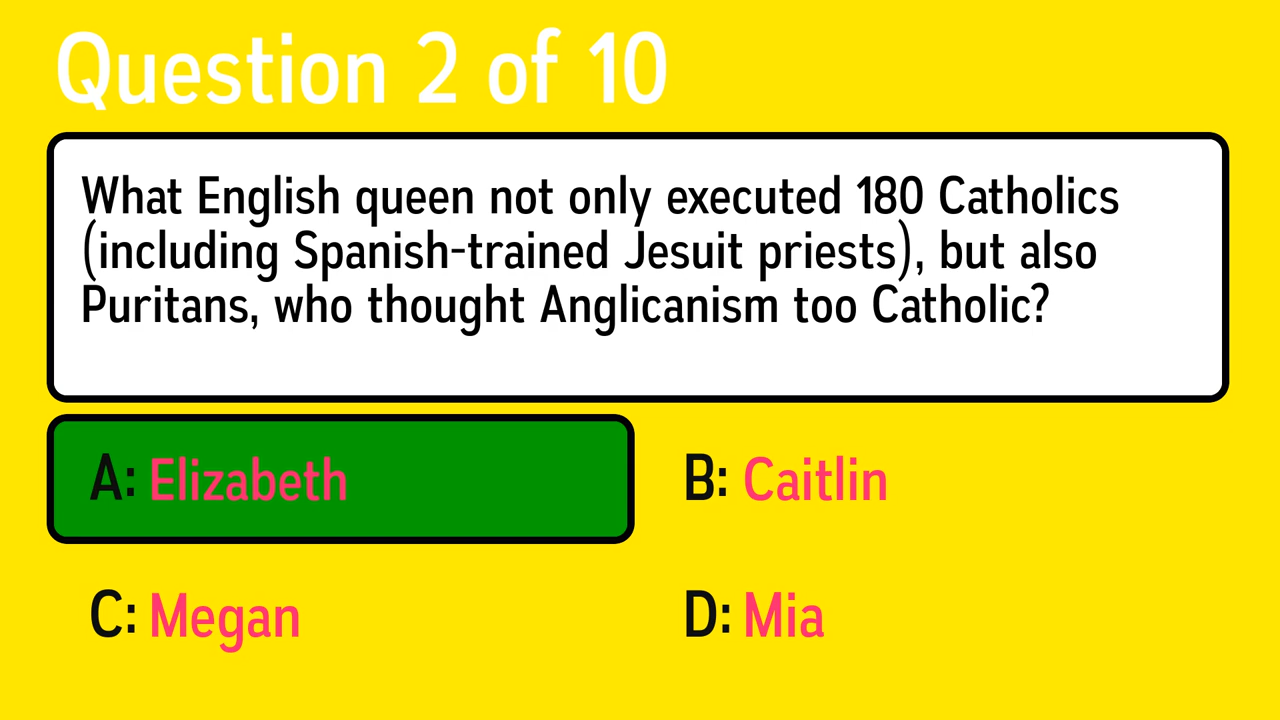 Question 2 of 10
What English queen not only executed 180 Catholics
(including Spanish-trained Jesuit priests), but also
Puritans, who thought Anglicanism too Catholic?
A: Elizabeth
B: Caitlin
C: Megan
D: Mia